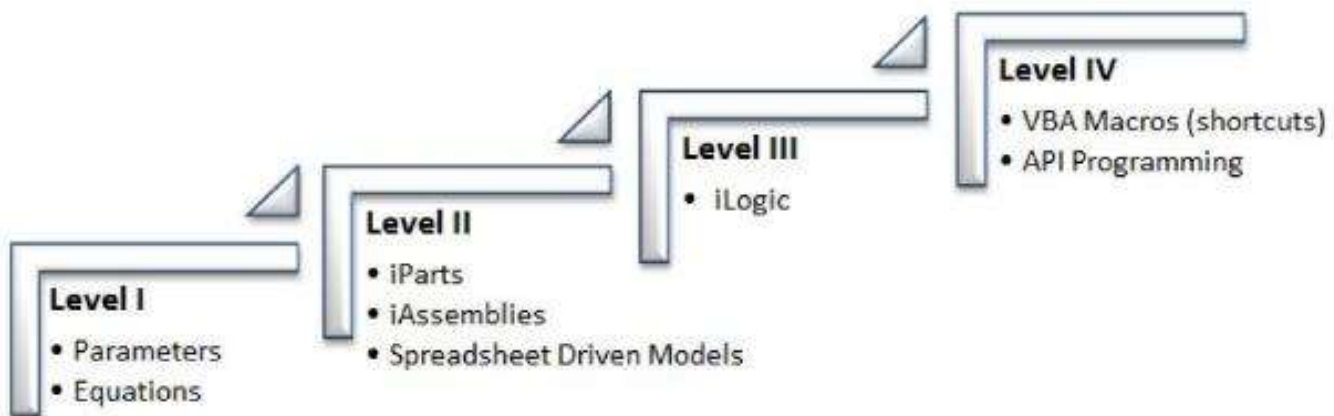 Level I
• Parameters
• Equations
Level II
• iParts
• iAssemblies
• Spreadsheet Driven Models
Level III
• iLogic
Level IV
• VBA Macros (shortcuts)
• API Programming